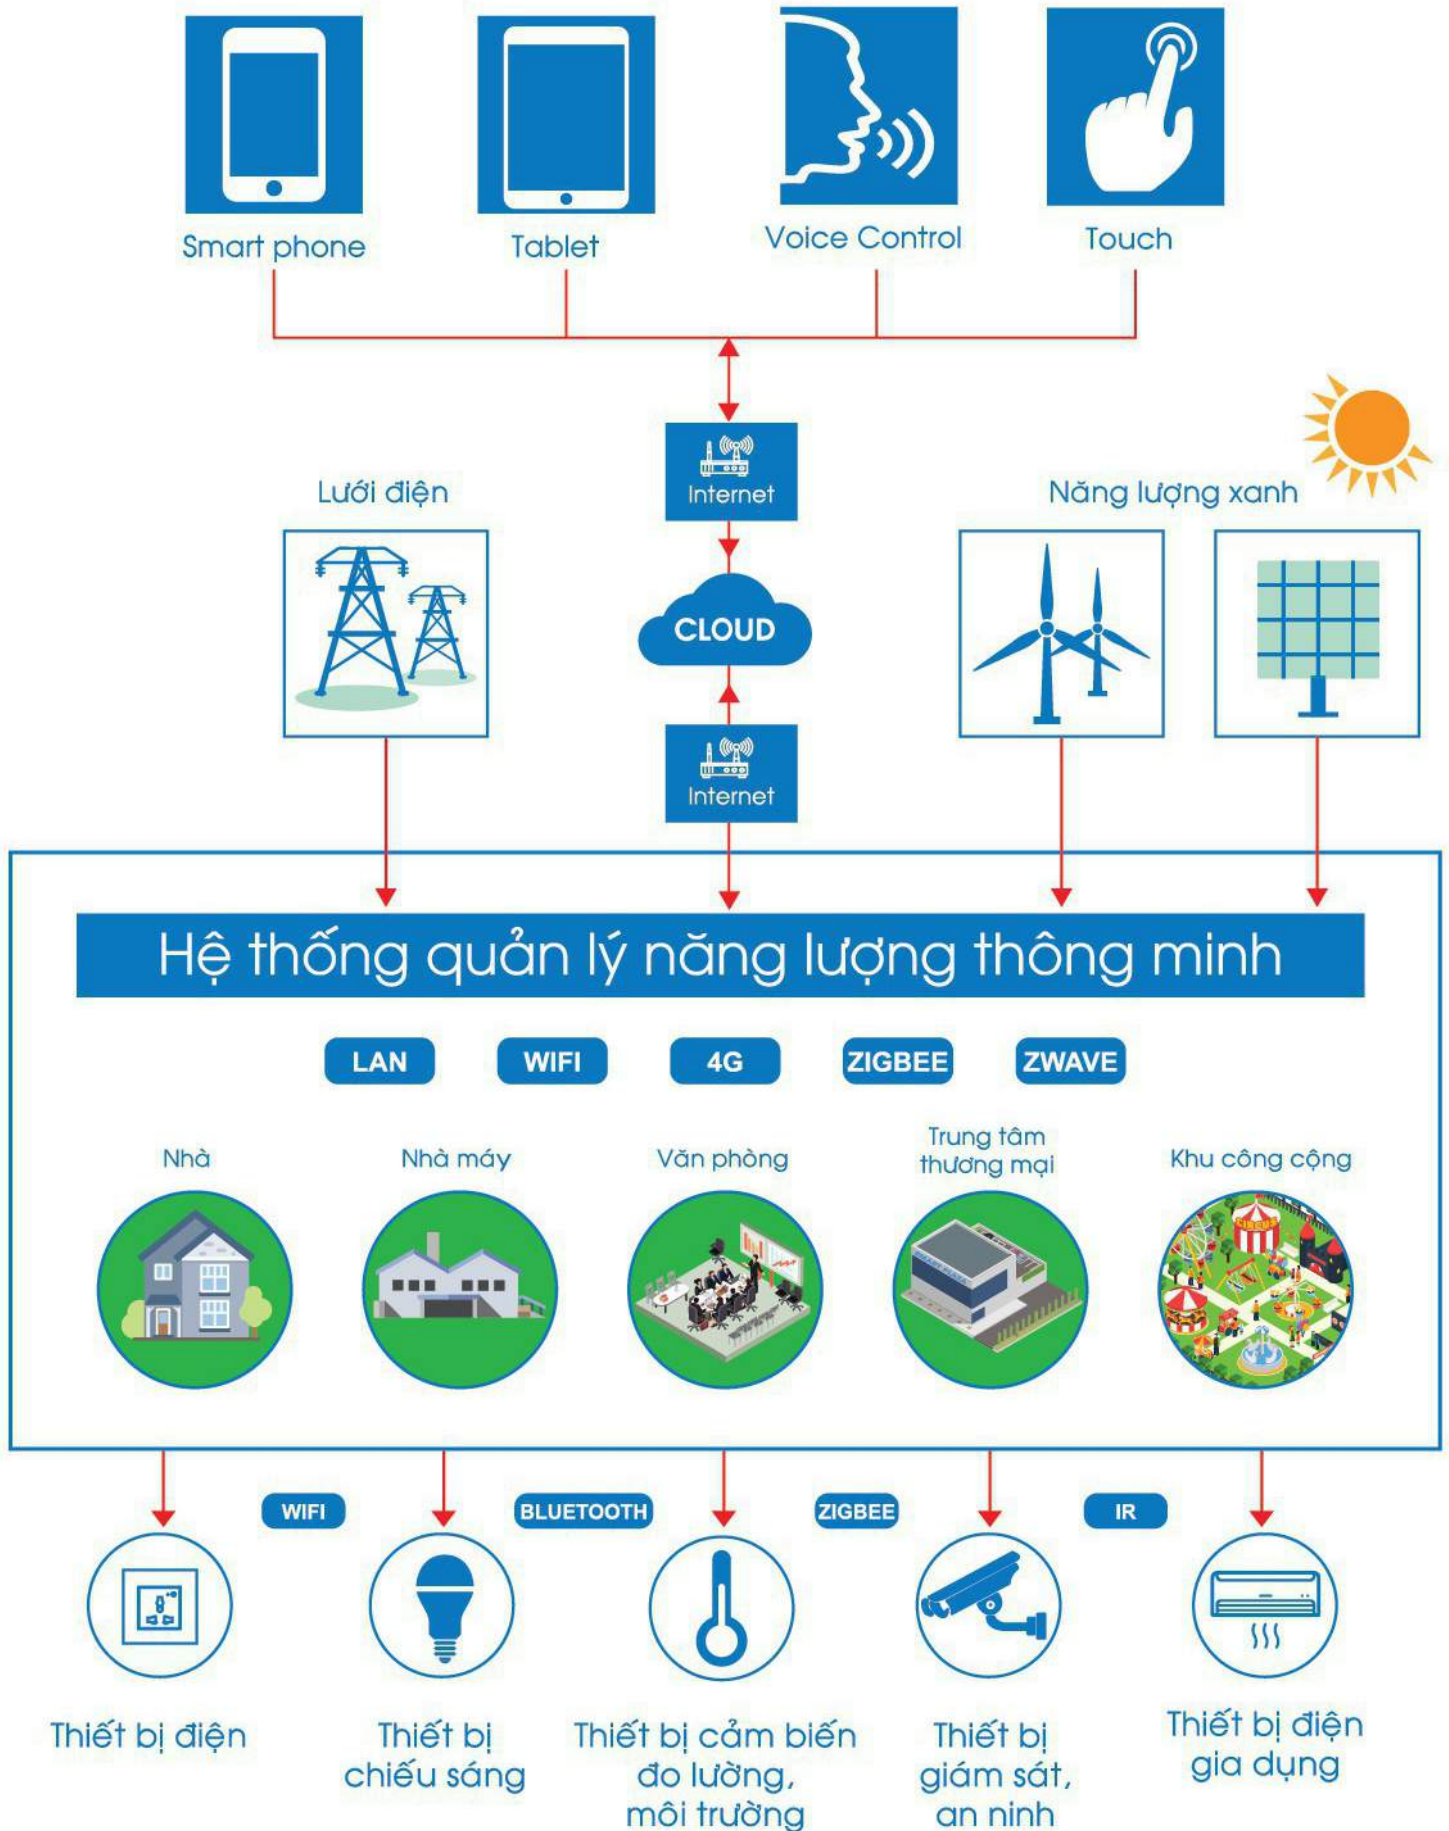 Smart phone
Tablet
Voice Control
Touch
Internet
Lưới điện
Năng lượng xanh
CLOUD
Internet
Hệ thống quản lý năng lượng thông minh
LAN
WIFI
4G
ZIGBEE
ZWAVE
Nhà
Nhà máy
Văn phòng
Trung tâm
thương mại
Khu công cộng
CIRCUS
WIFI
BLUETOOTH
ZIGBEE
IR
Thiết bị điện
Thiết bị
chiếu sáng
Thiết bị cảm biến
đo lường,
môi trường
Thiết bị
giám sát,
an ninh
Thiết bị điện
gia dụng